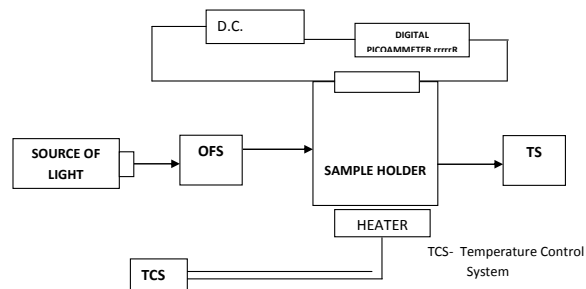 D.C.
DIGITAL
PICOAMMETER rrrrrR
SOURCE OF
LIGHT
OFS
SAMPLE HOLDER
TS
HEATER
TCS- Temperature Control
System
TCS